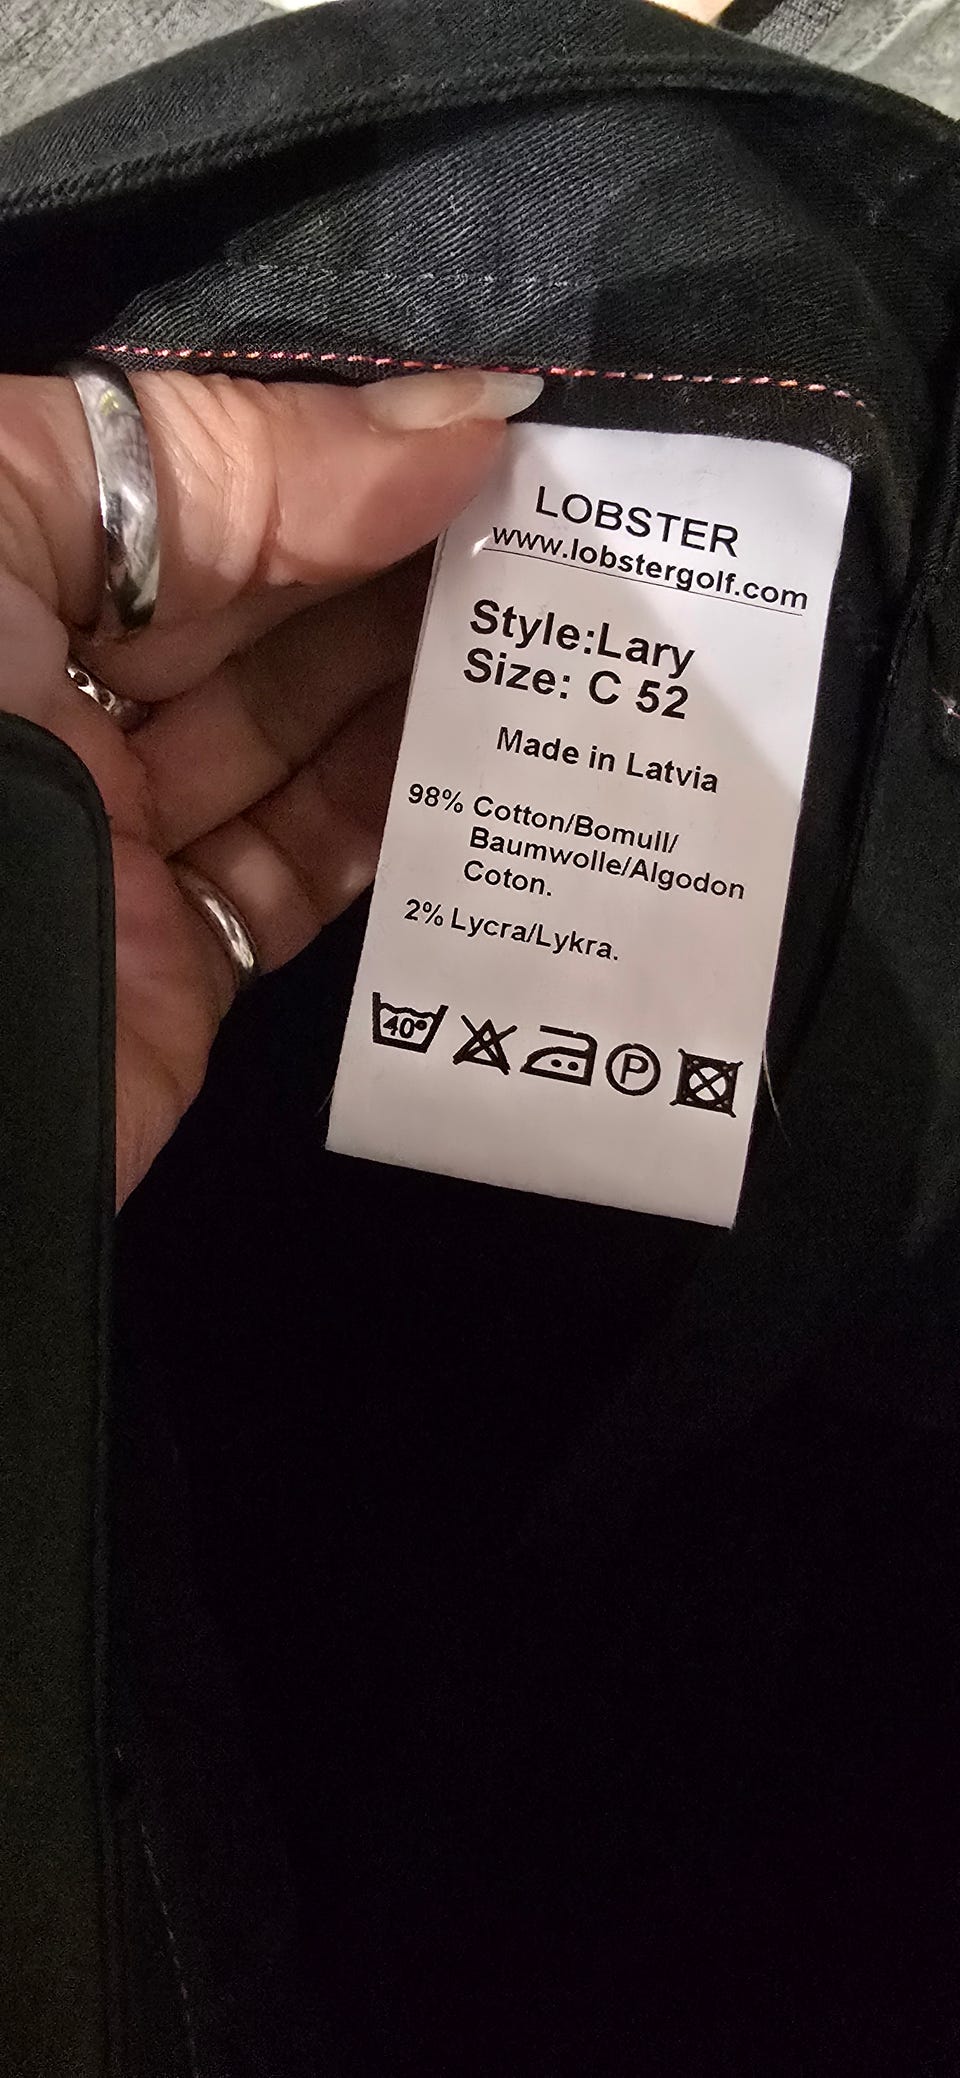 LOBSTER
www.lobstergolf.com
Style:Lary
Size: C 52
Made in Latvia
98% Cotton/Bomull/
Baumwolle/Algodon
Coton.
2% Lycra/Lykra.
40° P